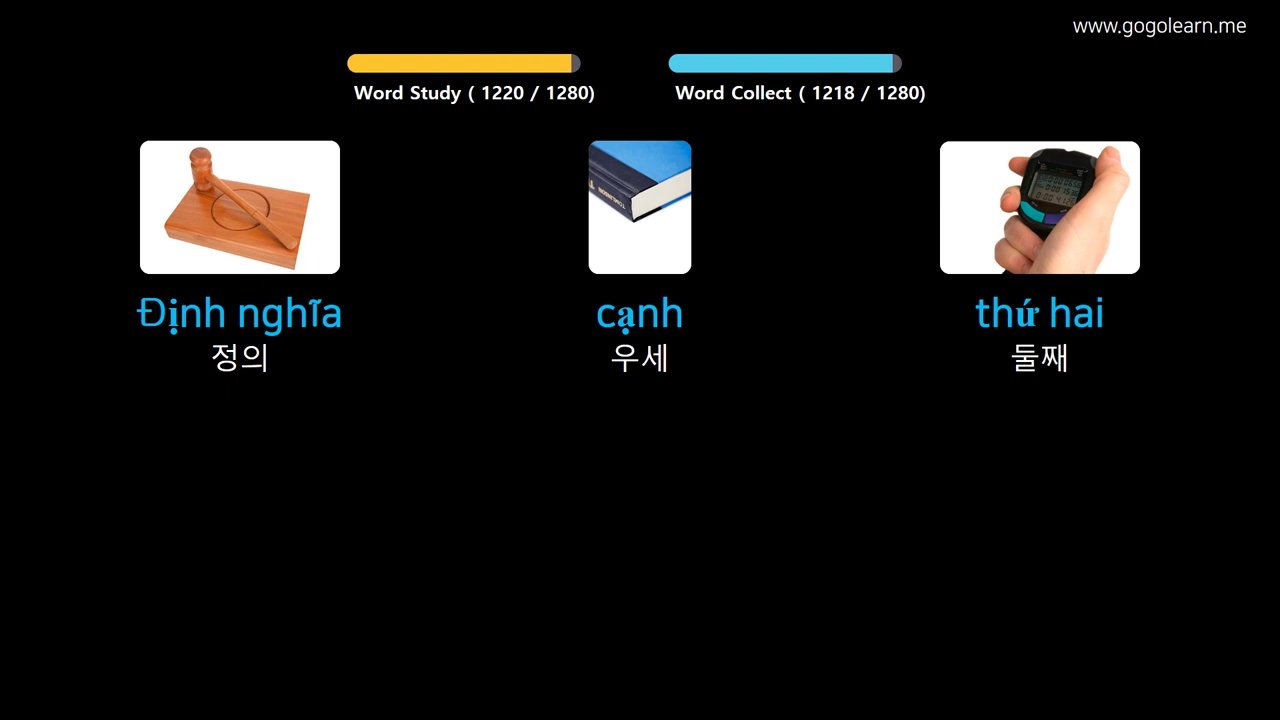 www.gogolearn.me
Word Study ( 1220 / 1280)
Word Collect ( 1218 / 1280)
Định nghĩa
cạnh
thứ hai
정의
우세
둘째